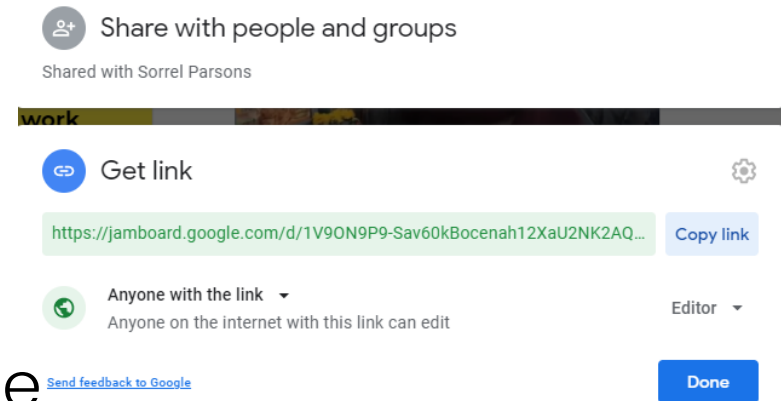 Share with people and groups
Shared with Sorrel Parsons
work
Get link
https://jamboard.google.com/d/1V9ON9P9-Sav60kBocenah12XaU2NK2AQ... Copy link
Anyone with the link
Anyone on the internet with this link can edit
Editor
e
Send feedback to Google
Done